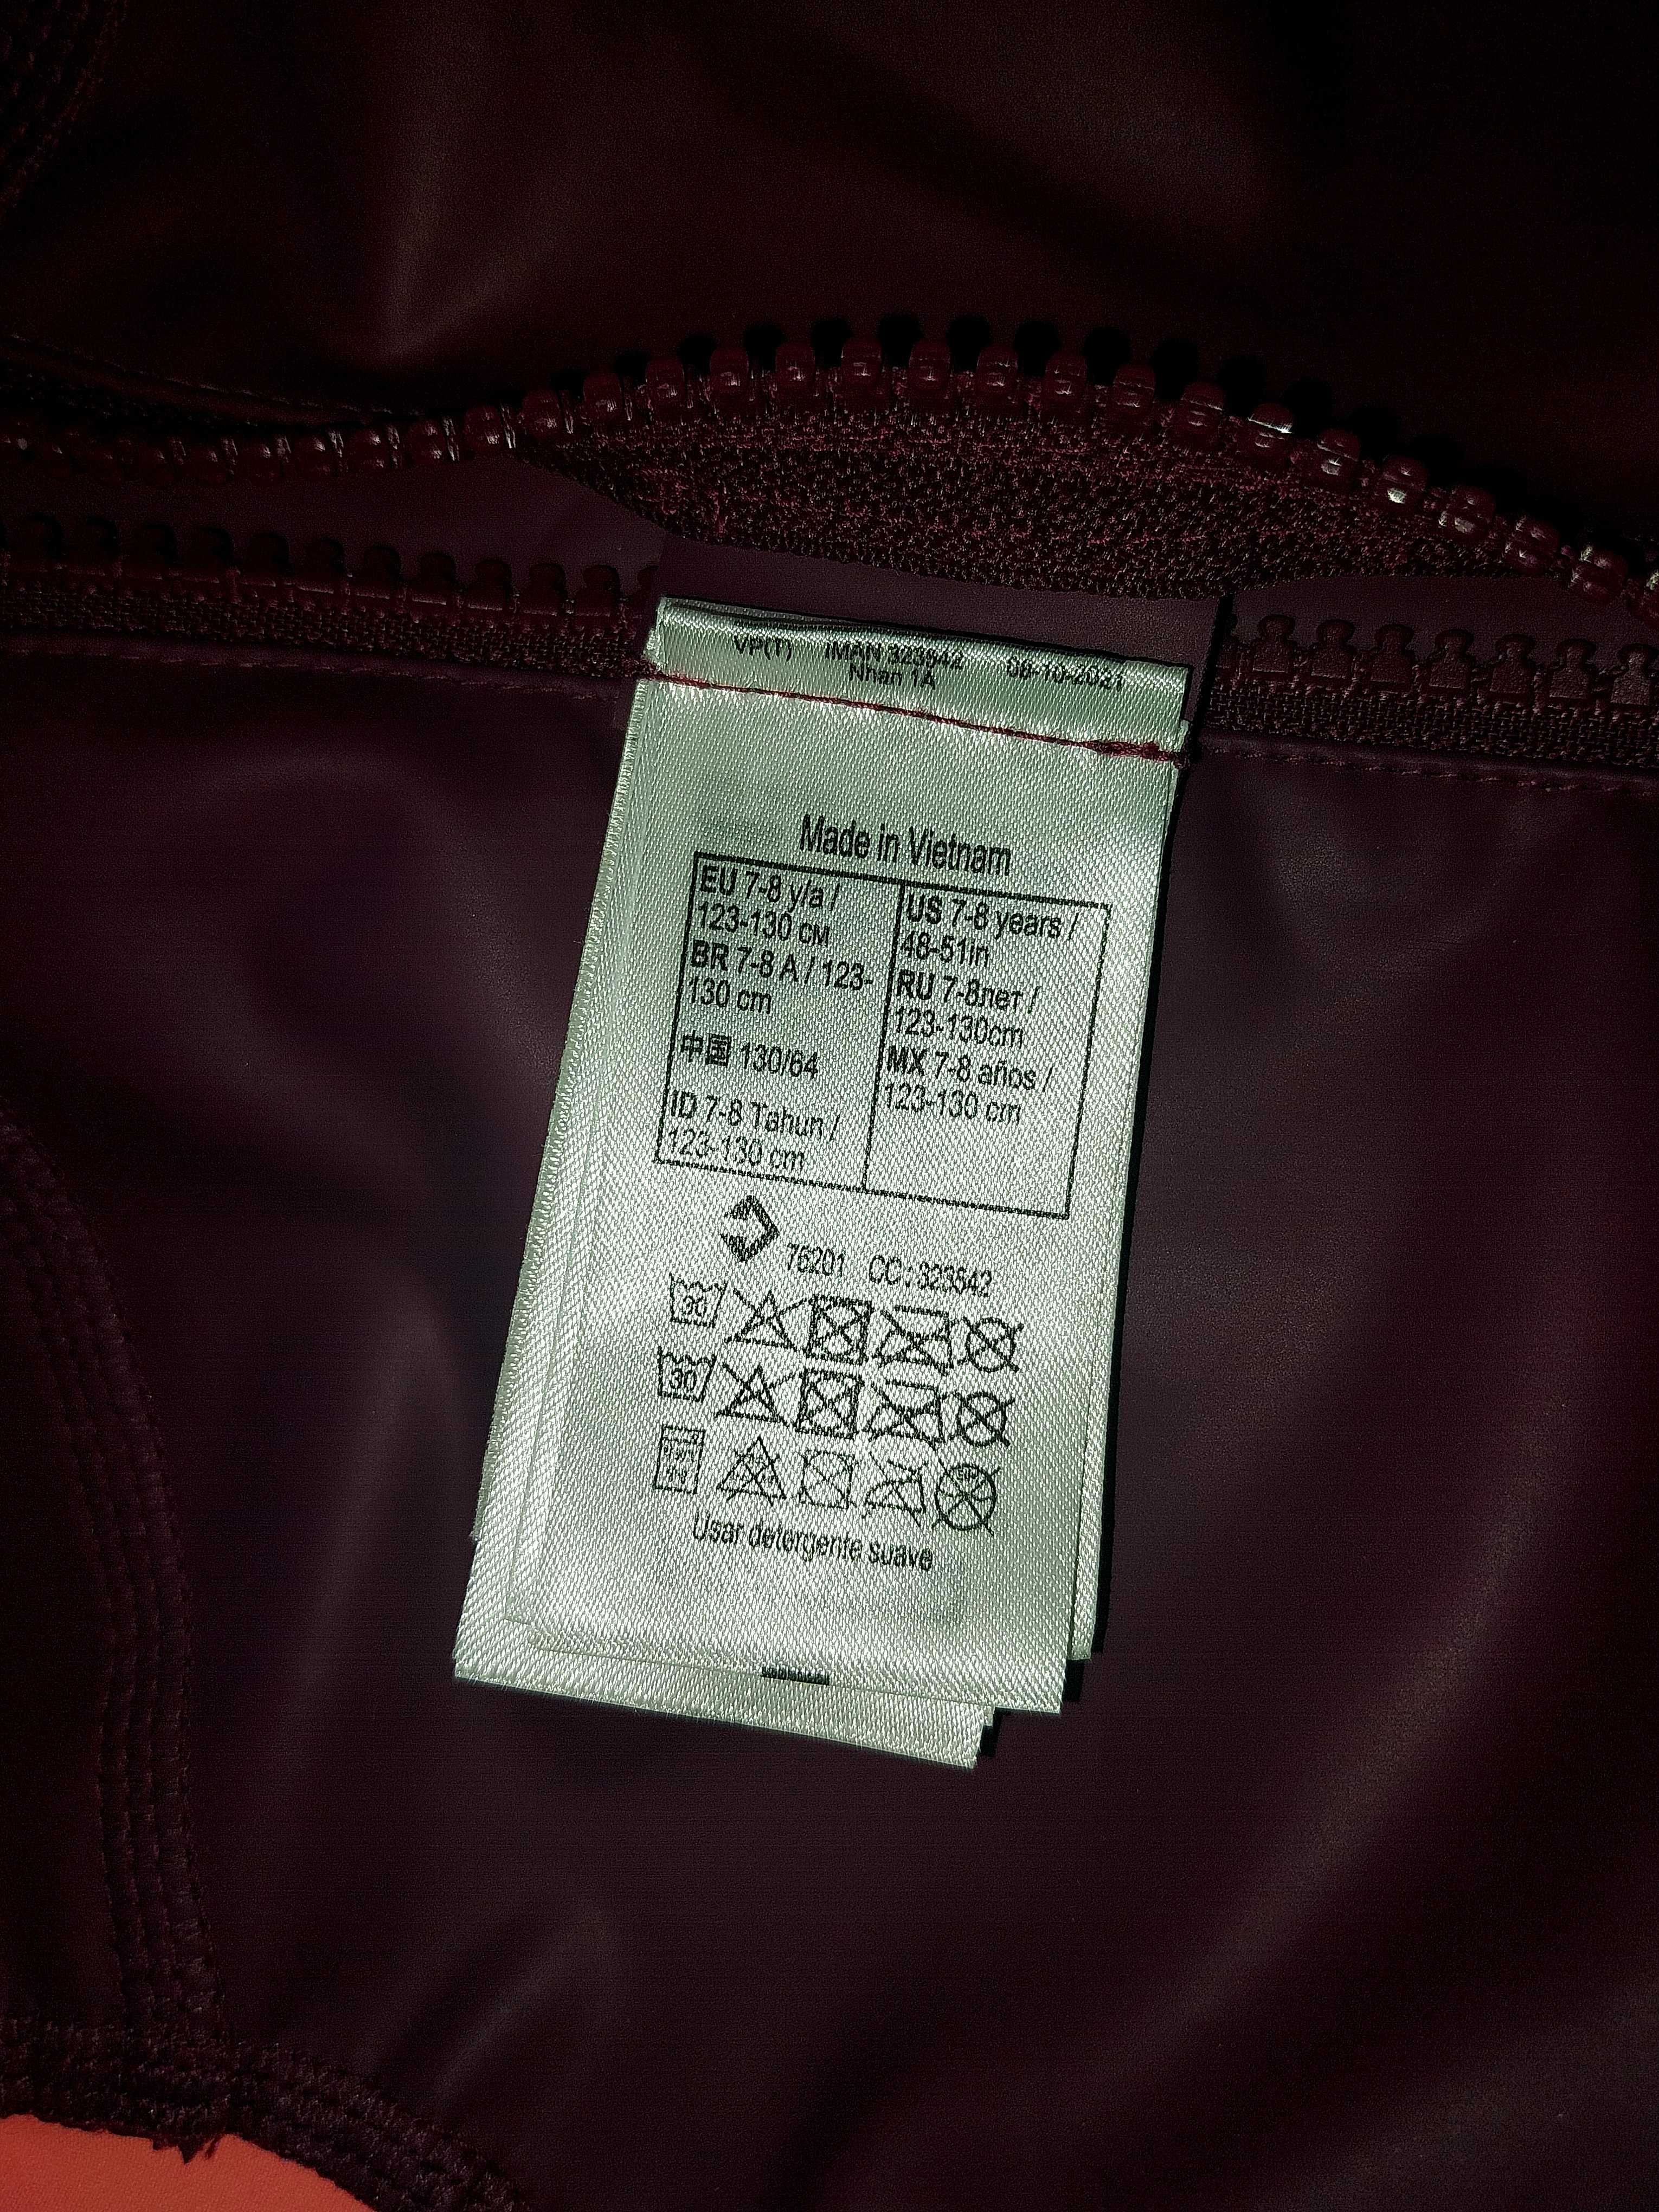 VP(T) IMAN 323542 06-10-2021
Nhan 1A
Made in Vietnam
EU 7-8 y/a /
123-130 см
BR 7-8 A / 123-
130 cm
中国 130/64
ID 7-8 Tahun /
123-130 cm
US 7-8 years /
48-51in
RU 7-8лет /
123-130cm
MX 7-8 años /
123-130 cm
76201 CC: 323542
30
30
Usar detergente suave